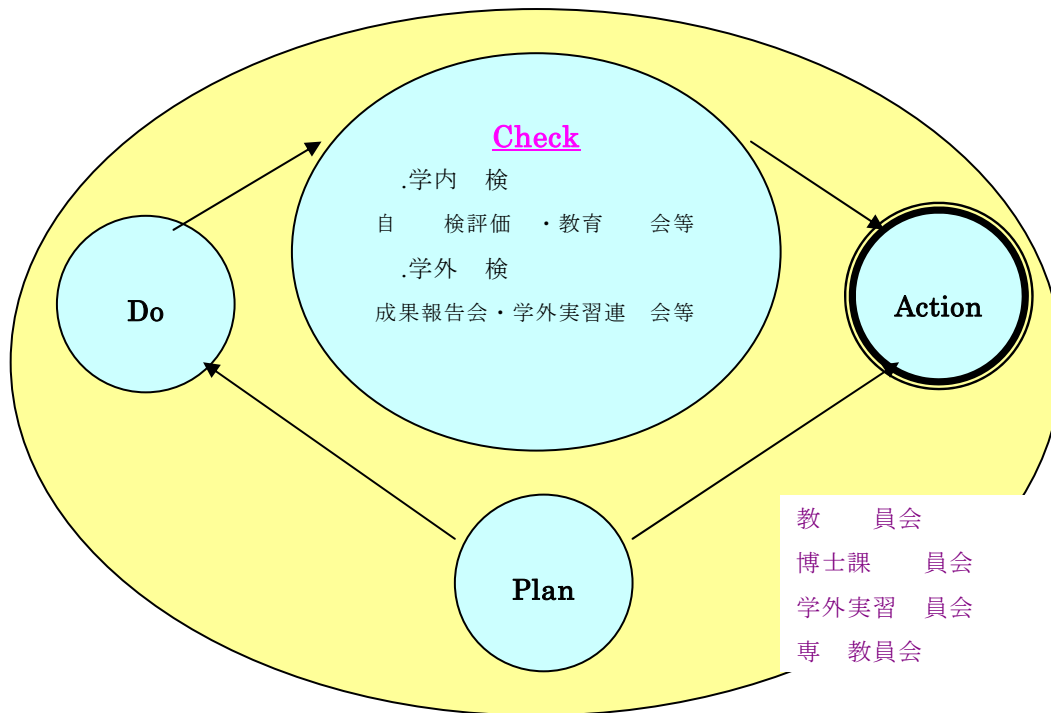 Check
.学内　検
自　　検評価　・教育　　会等
.学外　検
成果報告会・学外実習連　会等
Do
Action
Plan
教　　員会
博士課　　員会
学外実習　員会
専　教員会